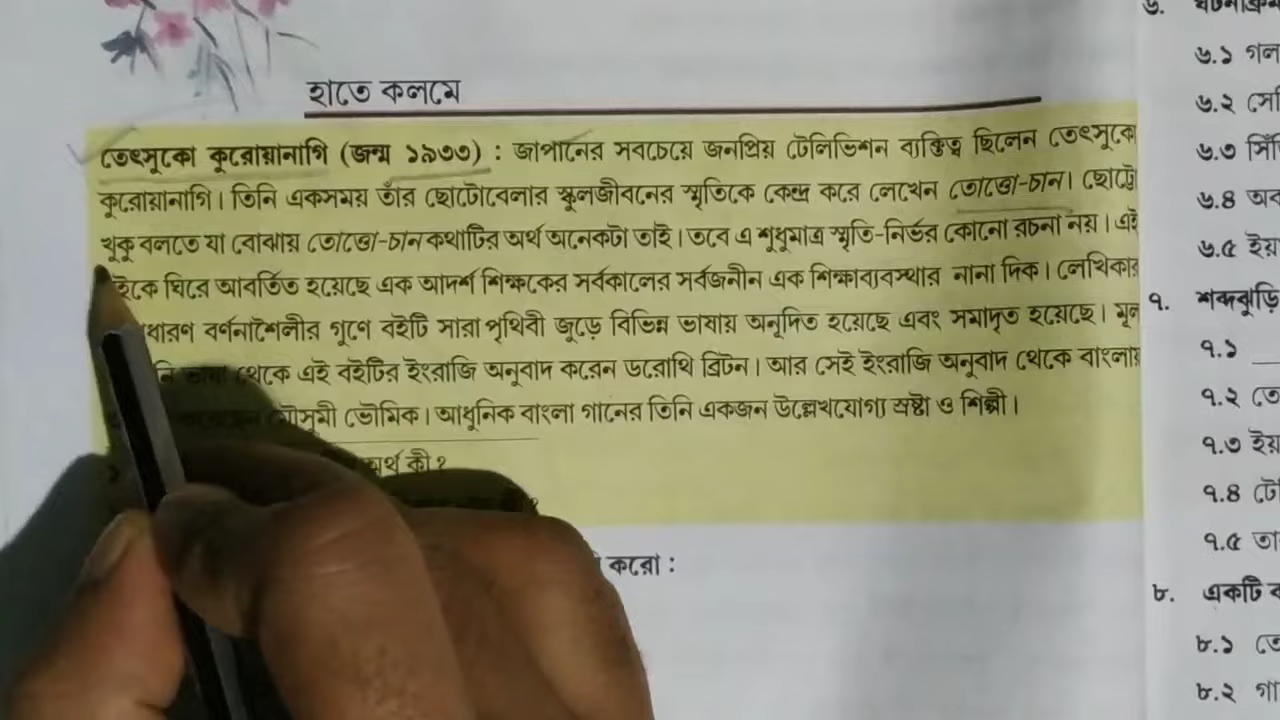 হাতে কলমে
তেৎসুকো কুরোয়ানাগি (জন্ম ১৯৩৩) : জাপানের সবচেয়ে জনপ্রিয় টেলিভিশন ব্যক্তিত্ব ছিলেন তেৎসুকো
কুরোয়ানাগি। তিনি একসময় তাঁর ছোটোবেলার স্কুলজীবনের স্মৃতিকে কেন্দ্র করে লেখেন তোত্তো-চান। ছোট্টো
খুকু বলতে যা বোঝায় তোত্তো-চান কথাটির অর্থ অনেকটা তাই। তবে এ শুধুমাত্র স্মৃতি-নির্ভর কোনো রচনা নয়। এই
ইকে ঘিরে আবর্তিত হয়েছে এক আদর্শ শিক্ষকের সর্বকালের সর্বজনীন এক শিক্ষাব্যবস্থার নানা দিক। লেখিকার
ধারণ বর্ণনাশৈলীর গুণে বইটি সারা পৃথিবী জুড়ে বিভিন্ন ভাষায় অনূদিত হয়েছে এবং সমাদৃত হয়েছে। মূল
থেকে এই বইটির ইংরাজি অনুবাদ করেন ডরোথি ব্রিটন। আর সেই ইংরাজি অনুবাদ থেকে বাংলায়
মৌসুমী ভৌমিক। আধুনিক বাংলা গানের তিনি একজন উল্লেখযোগ্য স্রষ্টা ও শিল্পী।
অর্থ কী?
করো :
৬.
৬.১ গল
৬.২ সে
৬.৩ সিঁ
৬.৪ অব
৬.৫ ইয়া
৭. শব্দঝুড়ি
৭.১
৭.২ তে
৭.৩ ইয়
৭.৪ টে
৭.৫ তা
৮. একটি
৮.১ তে
৮.২ গা